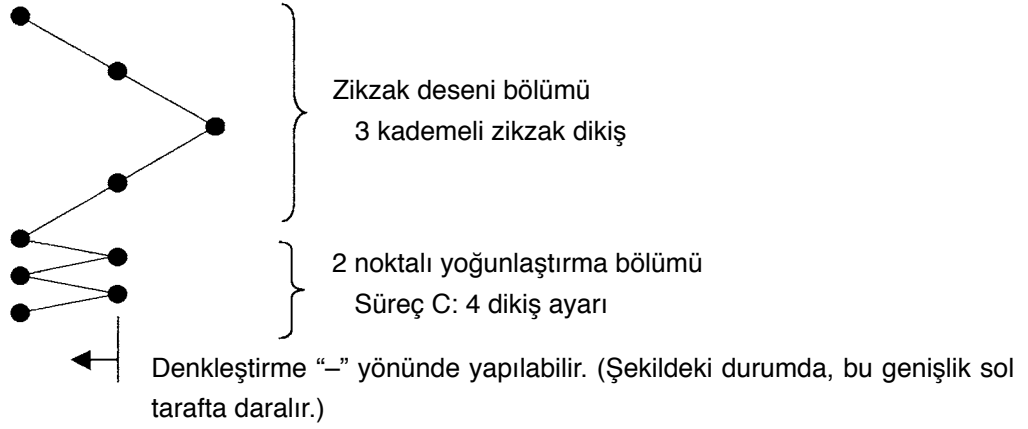 Zikzak deseni bölümü
3 kademeli zikzak dikiş
2 noktalı yoğunlaştırma bölümü
Süreç C: 4 dikiş ayarı
Denkleştirme “–” yönünde yapılabilir. (Şekildeki durumda, bu genişlik sol
tarafta daralır.)